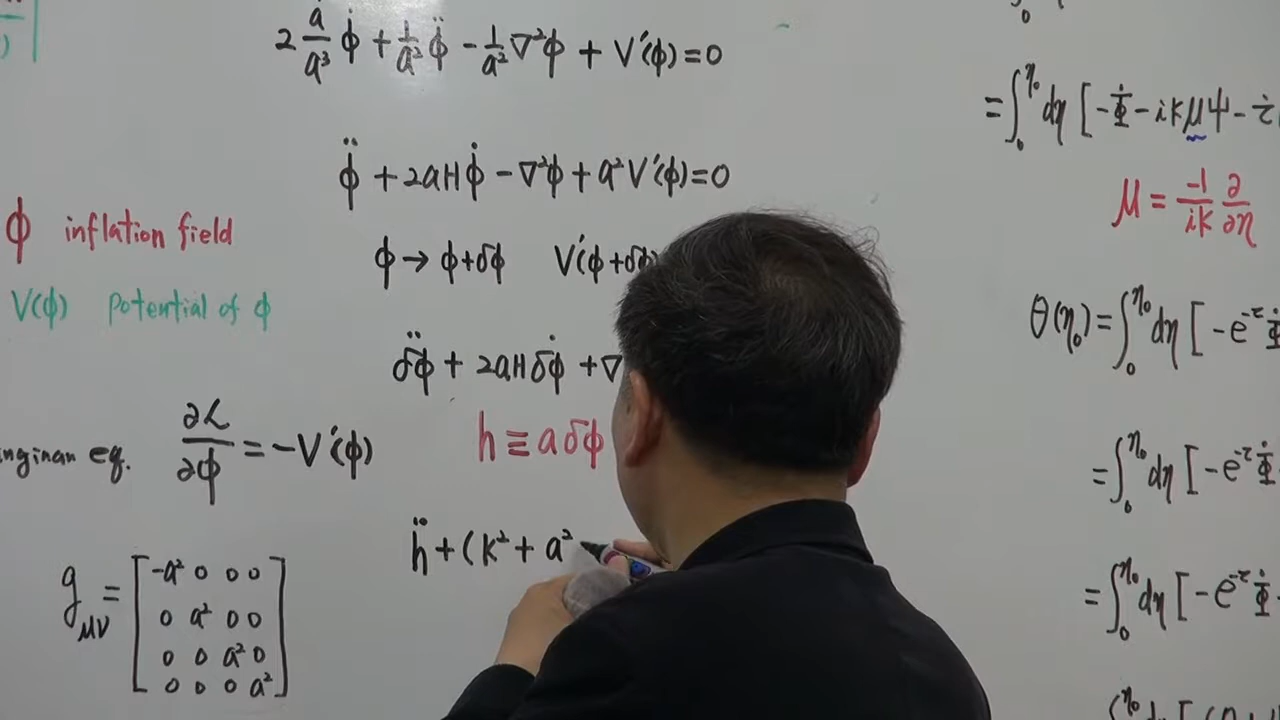 2 ȧ/a³ ϕ̇ + 1/a² ϕ̈ − 1/a² ∇²ϕ + V′(ϕ) = 0
ϕ̈ + 2aHϕ̇ − ∇²ϕ + a²V′(ϕ) = 0
ϕ inflation field
ϕ → ϕ+δϕ V′(ϕ+δϕ)
V(ϕ) Potential of ϕ
δϕ̈ + 2aHδϕ̇ + ∇
eq. ∂ℒ/∂ϕ = −V′(ϕ)
h ≡ aδϕ
ḧ + (k² + a²
g_μν = [ −a² 0 0 0
0 a² 0 0
0 0 a² 0
0 0 0 a² ]
= ∫₀^η₀ dη [ −Φ̇ − ikμψ − τ̇
μ = −1/ik ∂/∂η
θ(η₀) = ∫₀^η₀ dη [ −e^−τ Φ̇
= ∫₀^η₀ dη [ −e^−τ Φ̇
= ∫₀^η₀ dη [ −e^−τ Φ̇